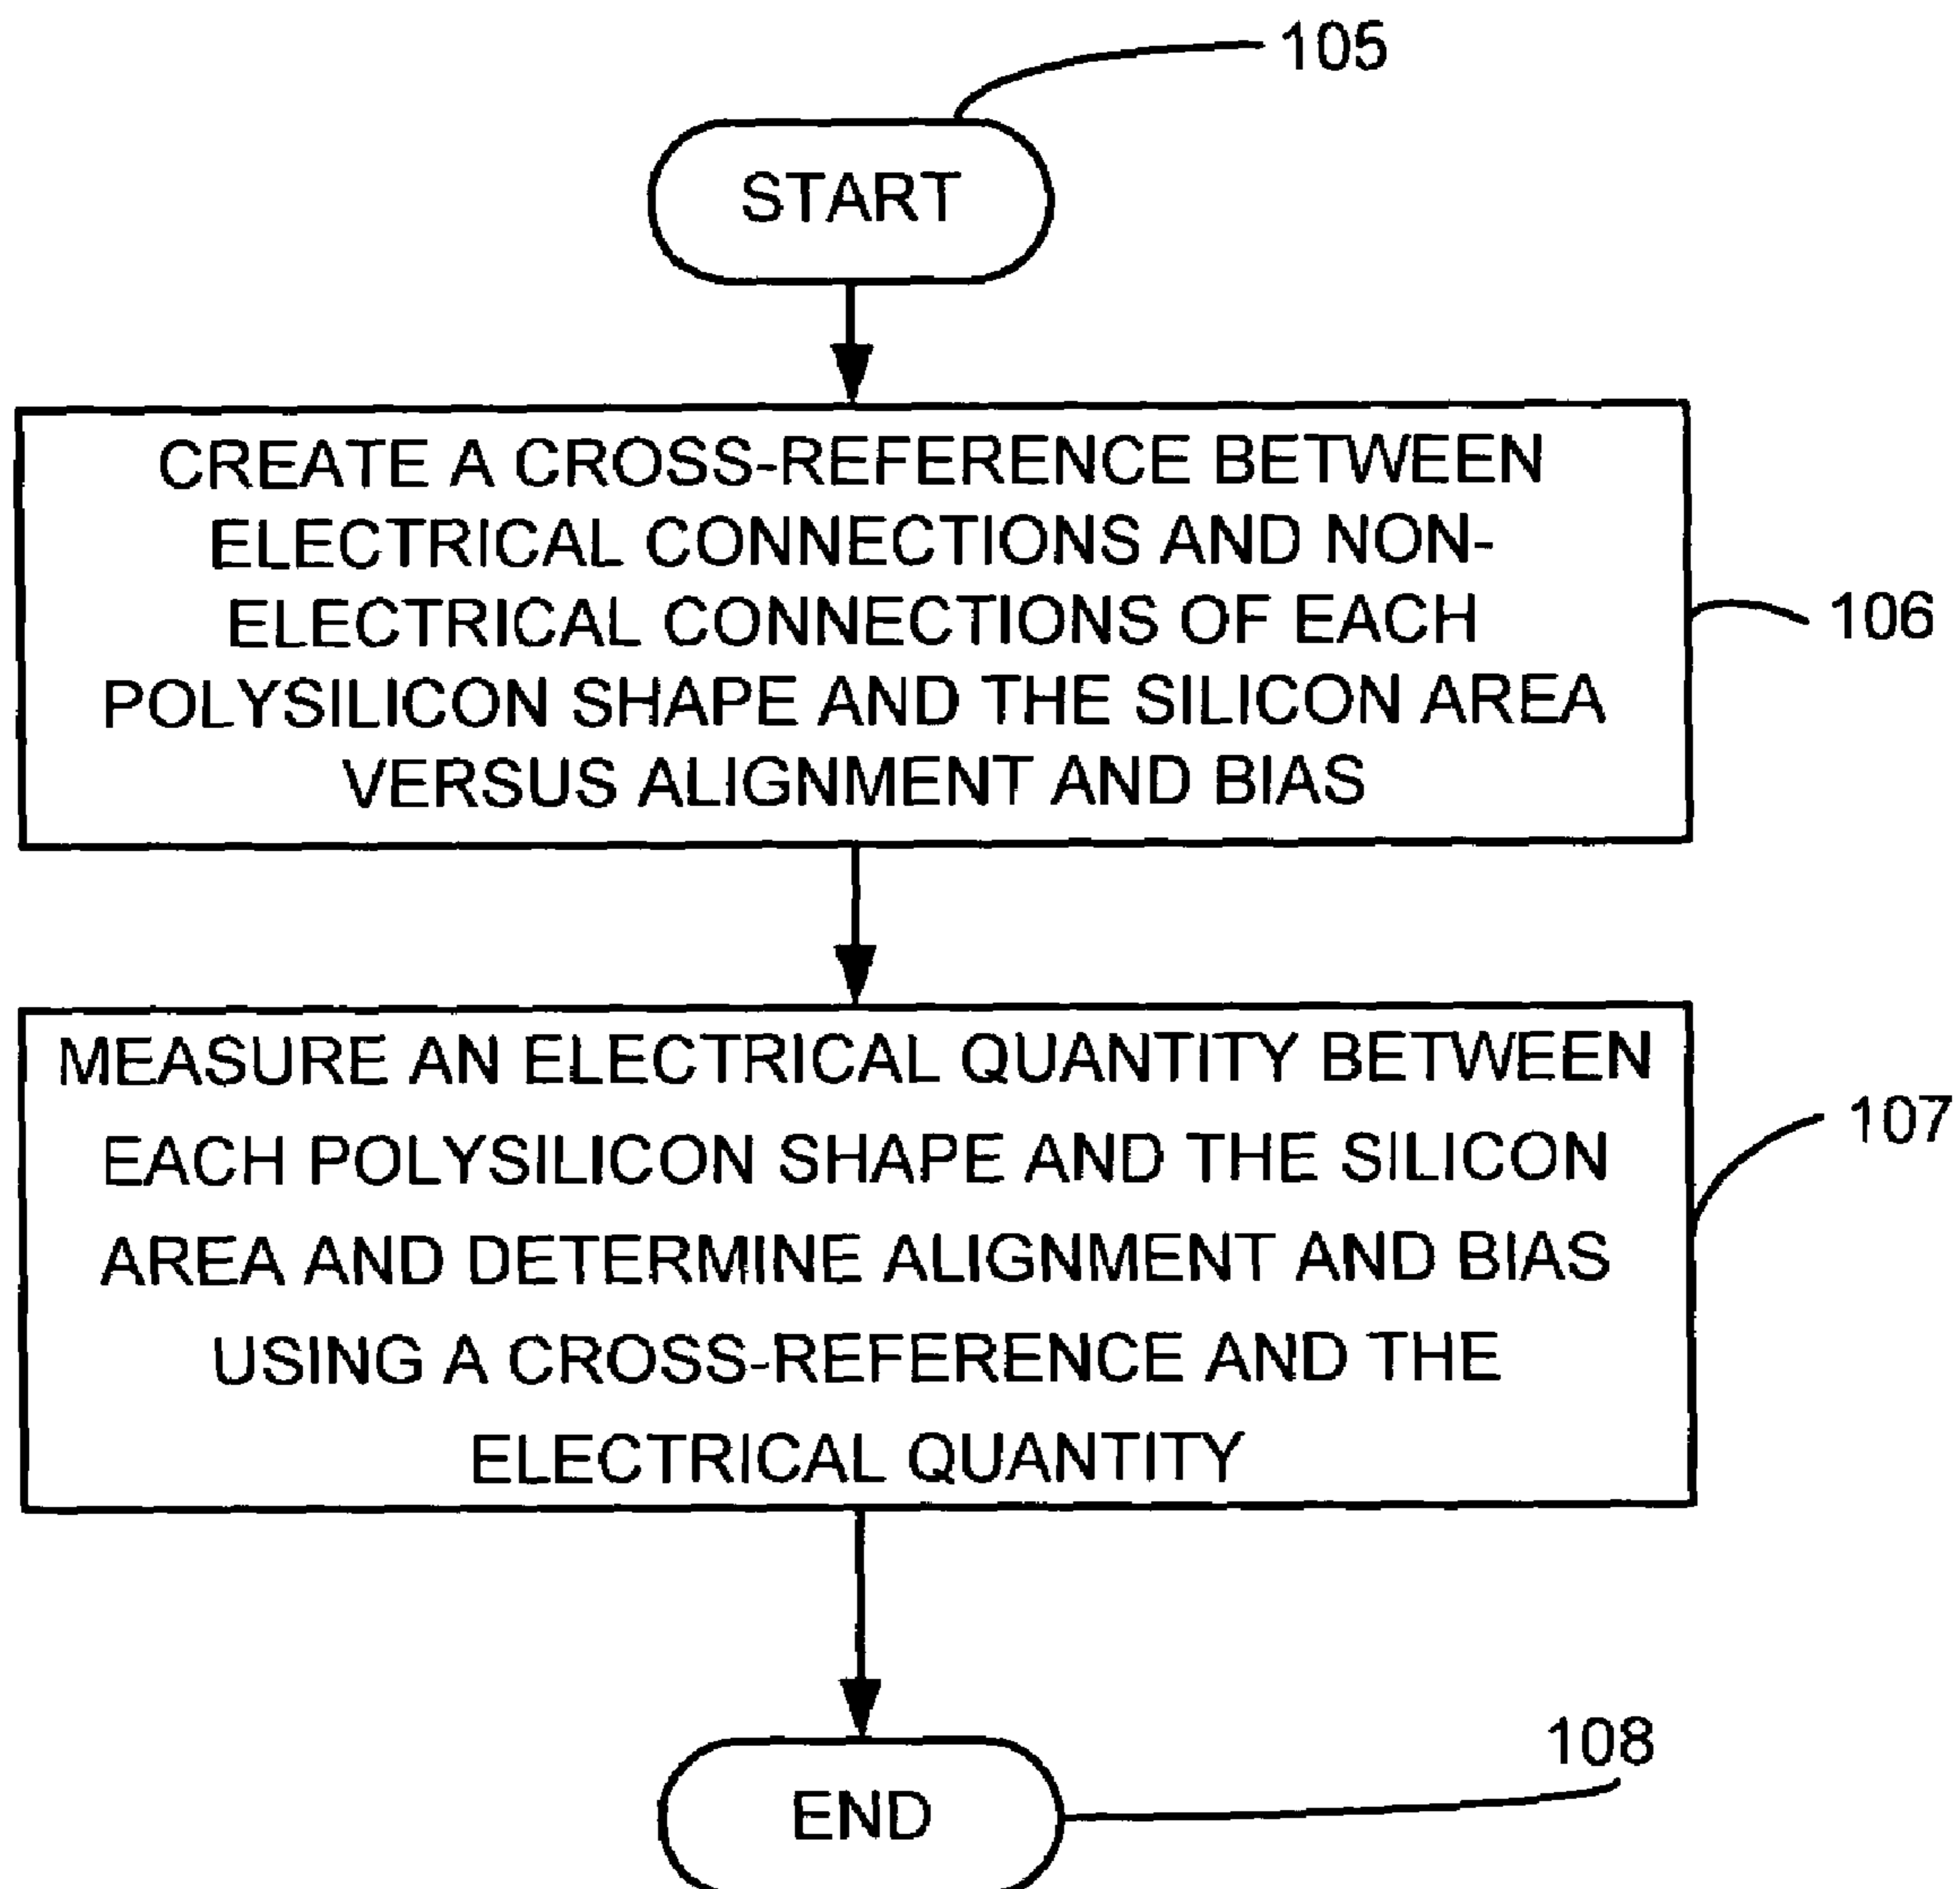 105
START
CREATE A CROSS-REFERENCE BETWEEN
ELECTRICAL CONNECTIONS AND NON-
ELECTRICAL CONNECTIONS OF EACH
POLYSILICON SHAPE AND THE SILICON AREA
VERSUS ALIGNMENT AND BIAS
106
MEASURE AN ELECTRICAL QUANTITY BETWEEN
EACH POLYSILICON SHAPE AND THE SILICON
AREA AND DETERMINE ALIGNMENT AND BIAS
USING A CROSS-REFERENCE AND THE
ELECTRICAL QUANTITY
107
108
END